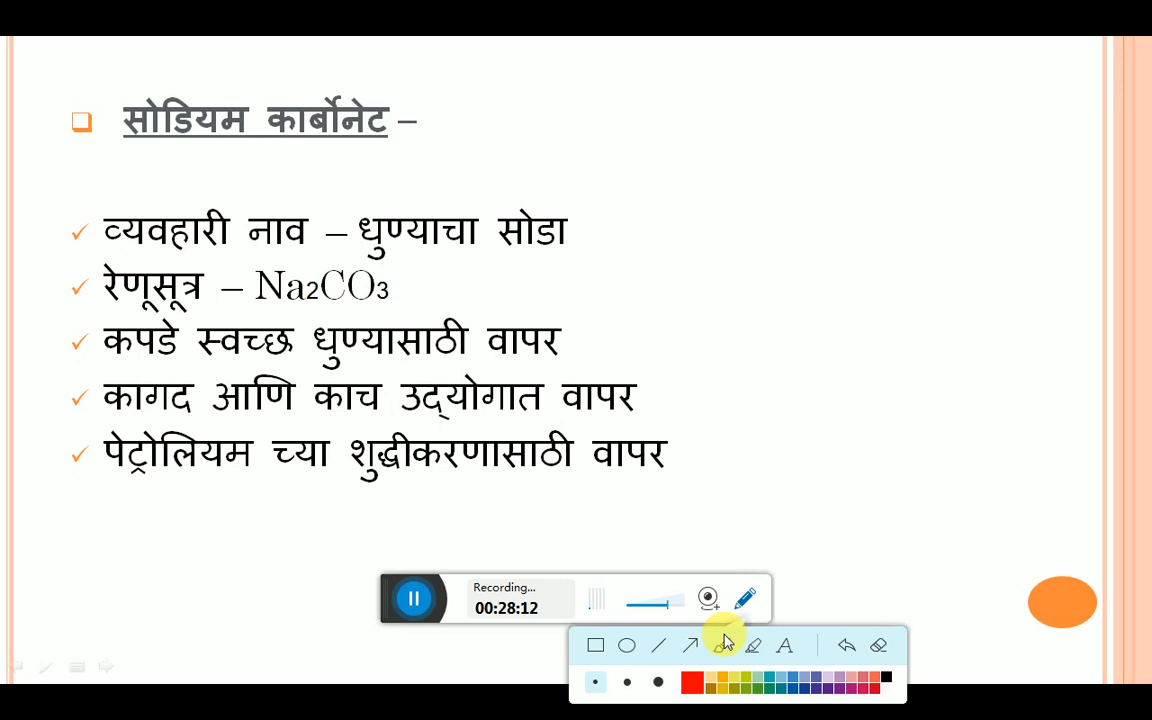 सोडियम कार्बोनेट –
व्यवहारी नाव – धुण्याचा सोडा
रेणूसूत्र – Na2CO3
कपडे स्वच्छ धुण्यासाठी वापर
कागद आणि काच उद्‌योगात वापर
पेट्रोलियम च्या शुद्धीकरणासाठी वापर
Recording...
00:28:12
A